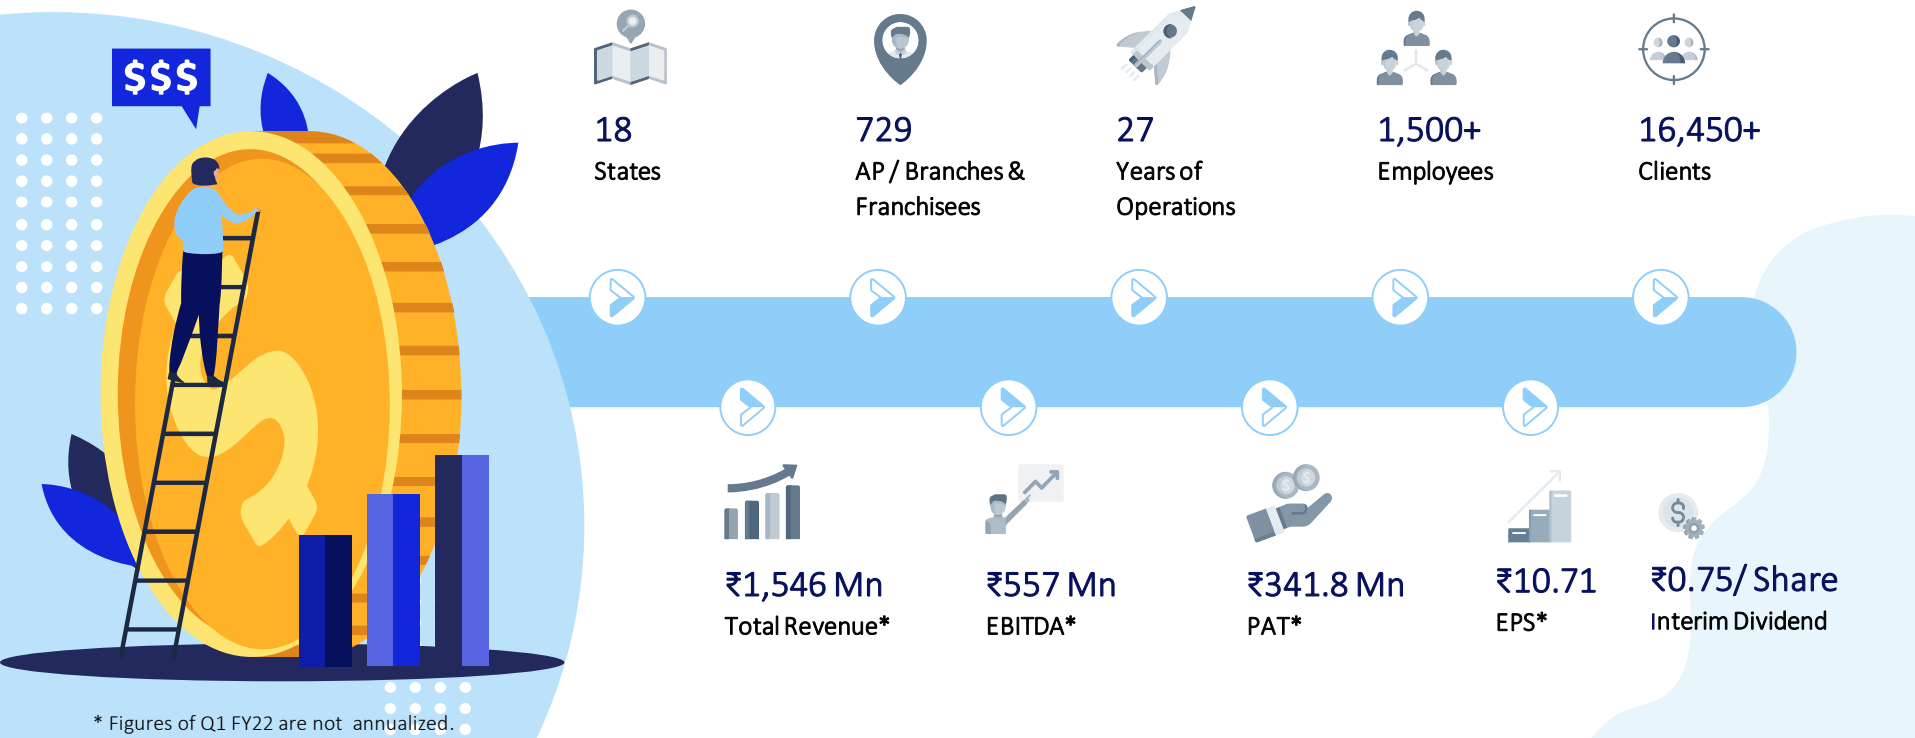 $$$
18
States
729
AP / Branches &
Franchisees
27
Years of
Operations
1,500+
Employees
16,450+
Clients
₹1,546 Mn
Total Revenue*
₹557 Mn
EBITDA*
₹341.8 Mn
PAT*
₹10.71
EPS*
₹0.75/ Share
Interim Dividend
* Figures of Q1 FY22 are not annualized.